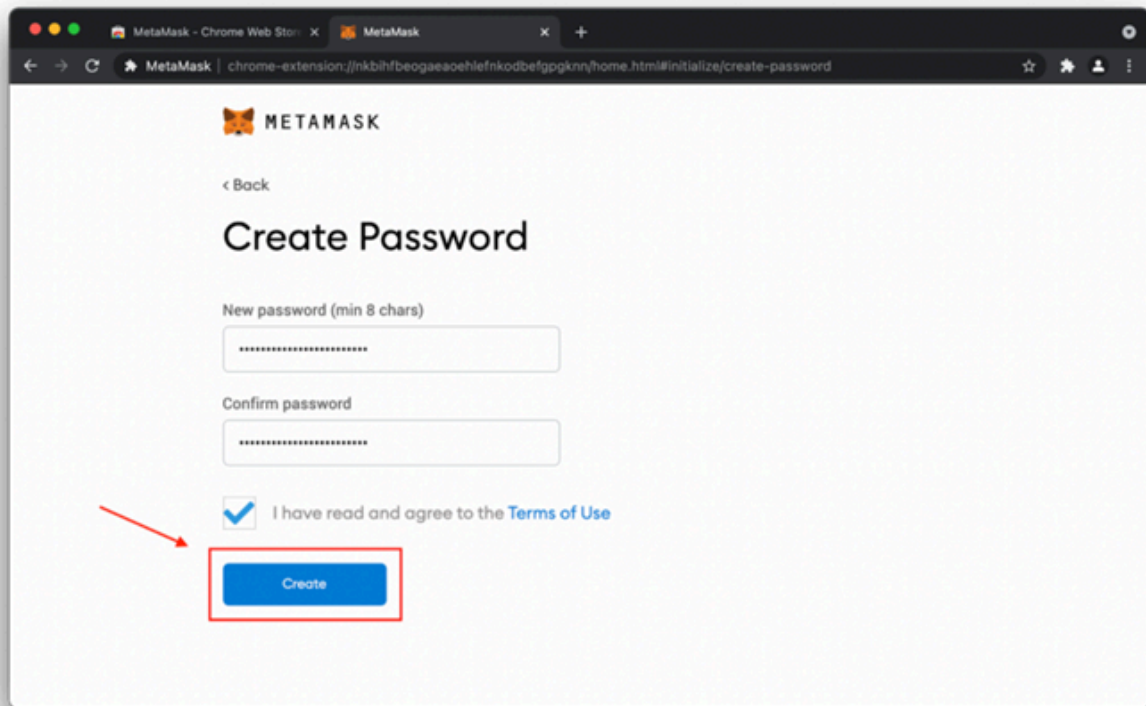 MetaMask - Chrome Web Stor
MetaMask
MetaMask | chrome-extension://nkbihfbeogaeaoehlefnkodbefgpgknn/home.html#initialize/create-password
METAMASK
< Back
Create Password
New password (min 8 chars)
Confirm password
I have read and agree to the Terms of Use
Create